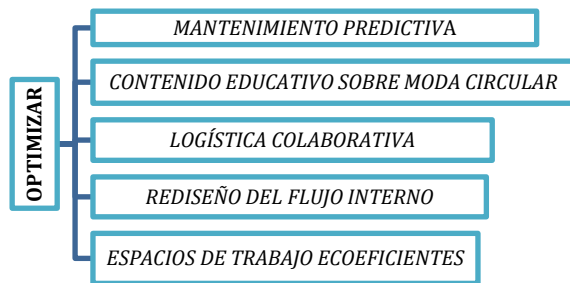 OPTIMIZAR
MANTENIMIENTO PREDICTIVA
CONTENIDO EDUCATIVO SOBRE MODA CIRCULAR
LOGÍSTICA COLABORATIVA
REDISEÑO DEL FLUJO INTERNO
ESPACIOS DE TRABAJO ECOEFICIENTES